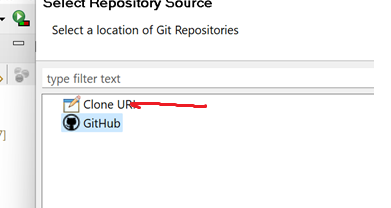 Select Repository Source
Select a location of Git Repositories
type filter text
Clone URI
GitHub